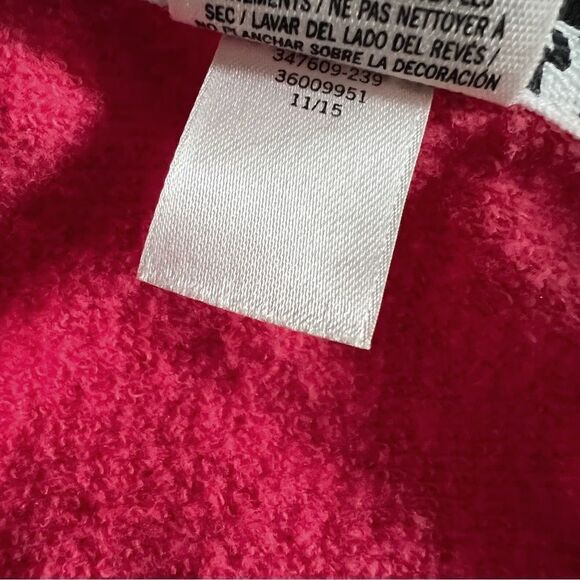 NE PAS NETTOYER À
SEC / LAVAR DEL LADO DEL REVÉS /
NO PLANCHAR SOBRE LA DECORACIÓN
347609-239
36009951
11/15